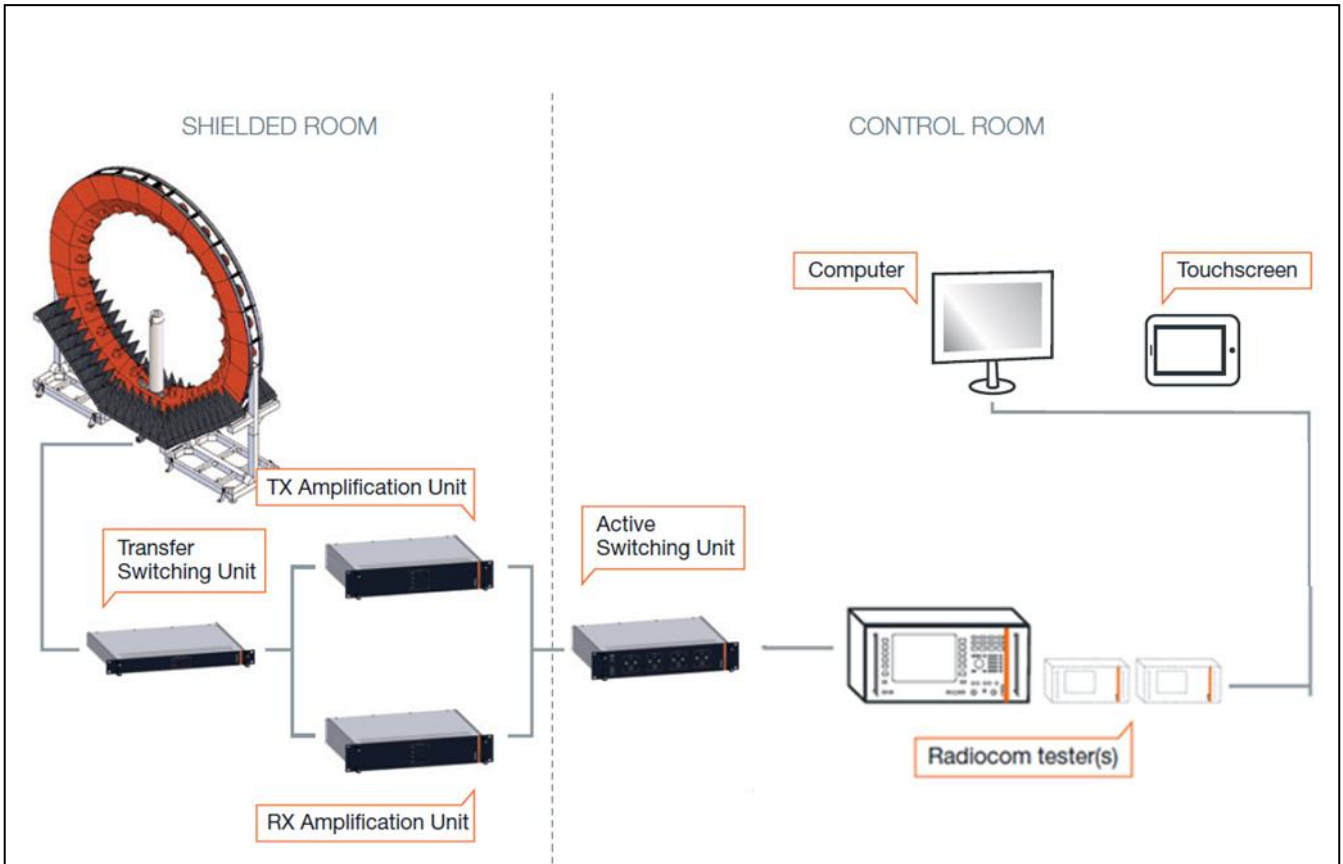 SHIELDED ROOM
CONTROL ROOM
Computer
Touchscreen
TX Amplification Unit
Transfer
Switching Unit
Active
Switching Unit
Radiocom tester(s)
RX Amplification Unit